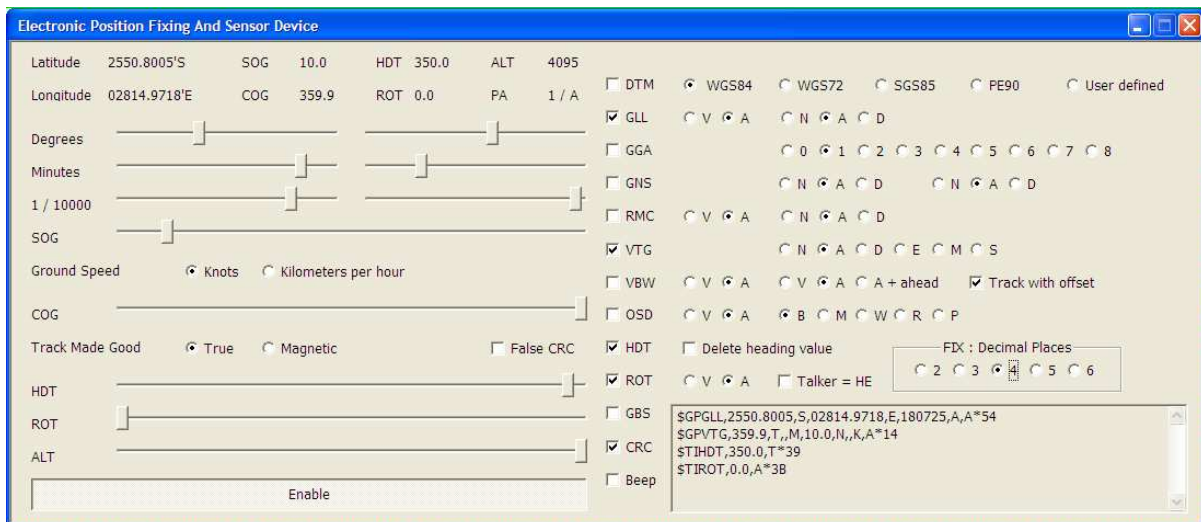 Electronic Position Fixing And Sensor Device
Latitude 2550.8005'S SOG 10.0 HDT 350.0 ALT 4095
Longitude 02814.9718'E COG 359.9 ROT 0.0 PA 1 / A
Degrees
Minutes
1 / 10000
SOG
Ground Speed Knots Kilometers per hour
COG
Track Made Good True Magnetic False CRC
HDT
ROT
ALT
Enable
DTM WGS84 WGS72 SGS85 PE90 User defined
GLL V A N A D
GGA 0 1 2 3 4 5 6 7 8
GNS N A D N A D
RMC V A N A D
VTG N A D E M S
VBW V A V A A + ahead Track with offset
OSD V A B M W R P
HDT Delete heading value
ROT V A Talker = HE
FIX : Decimal Places
2 3 4 5 6
GBS
CRC
Beep
$GPGLL,2550.8005,S,02814.9718,E,180725,A,A*54
$GPVTG,359.9,T,,M,10.0,N,,K,A*14
$TIHDT,350.0,T*39
$TIROT,0.0,A*3B